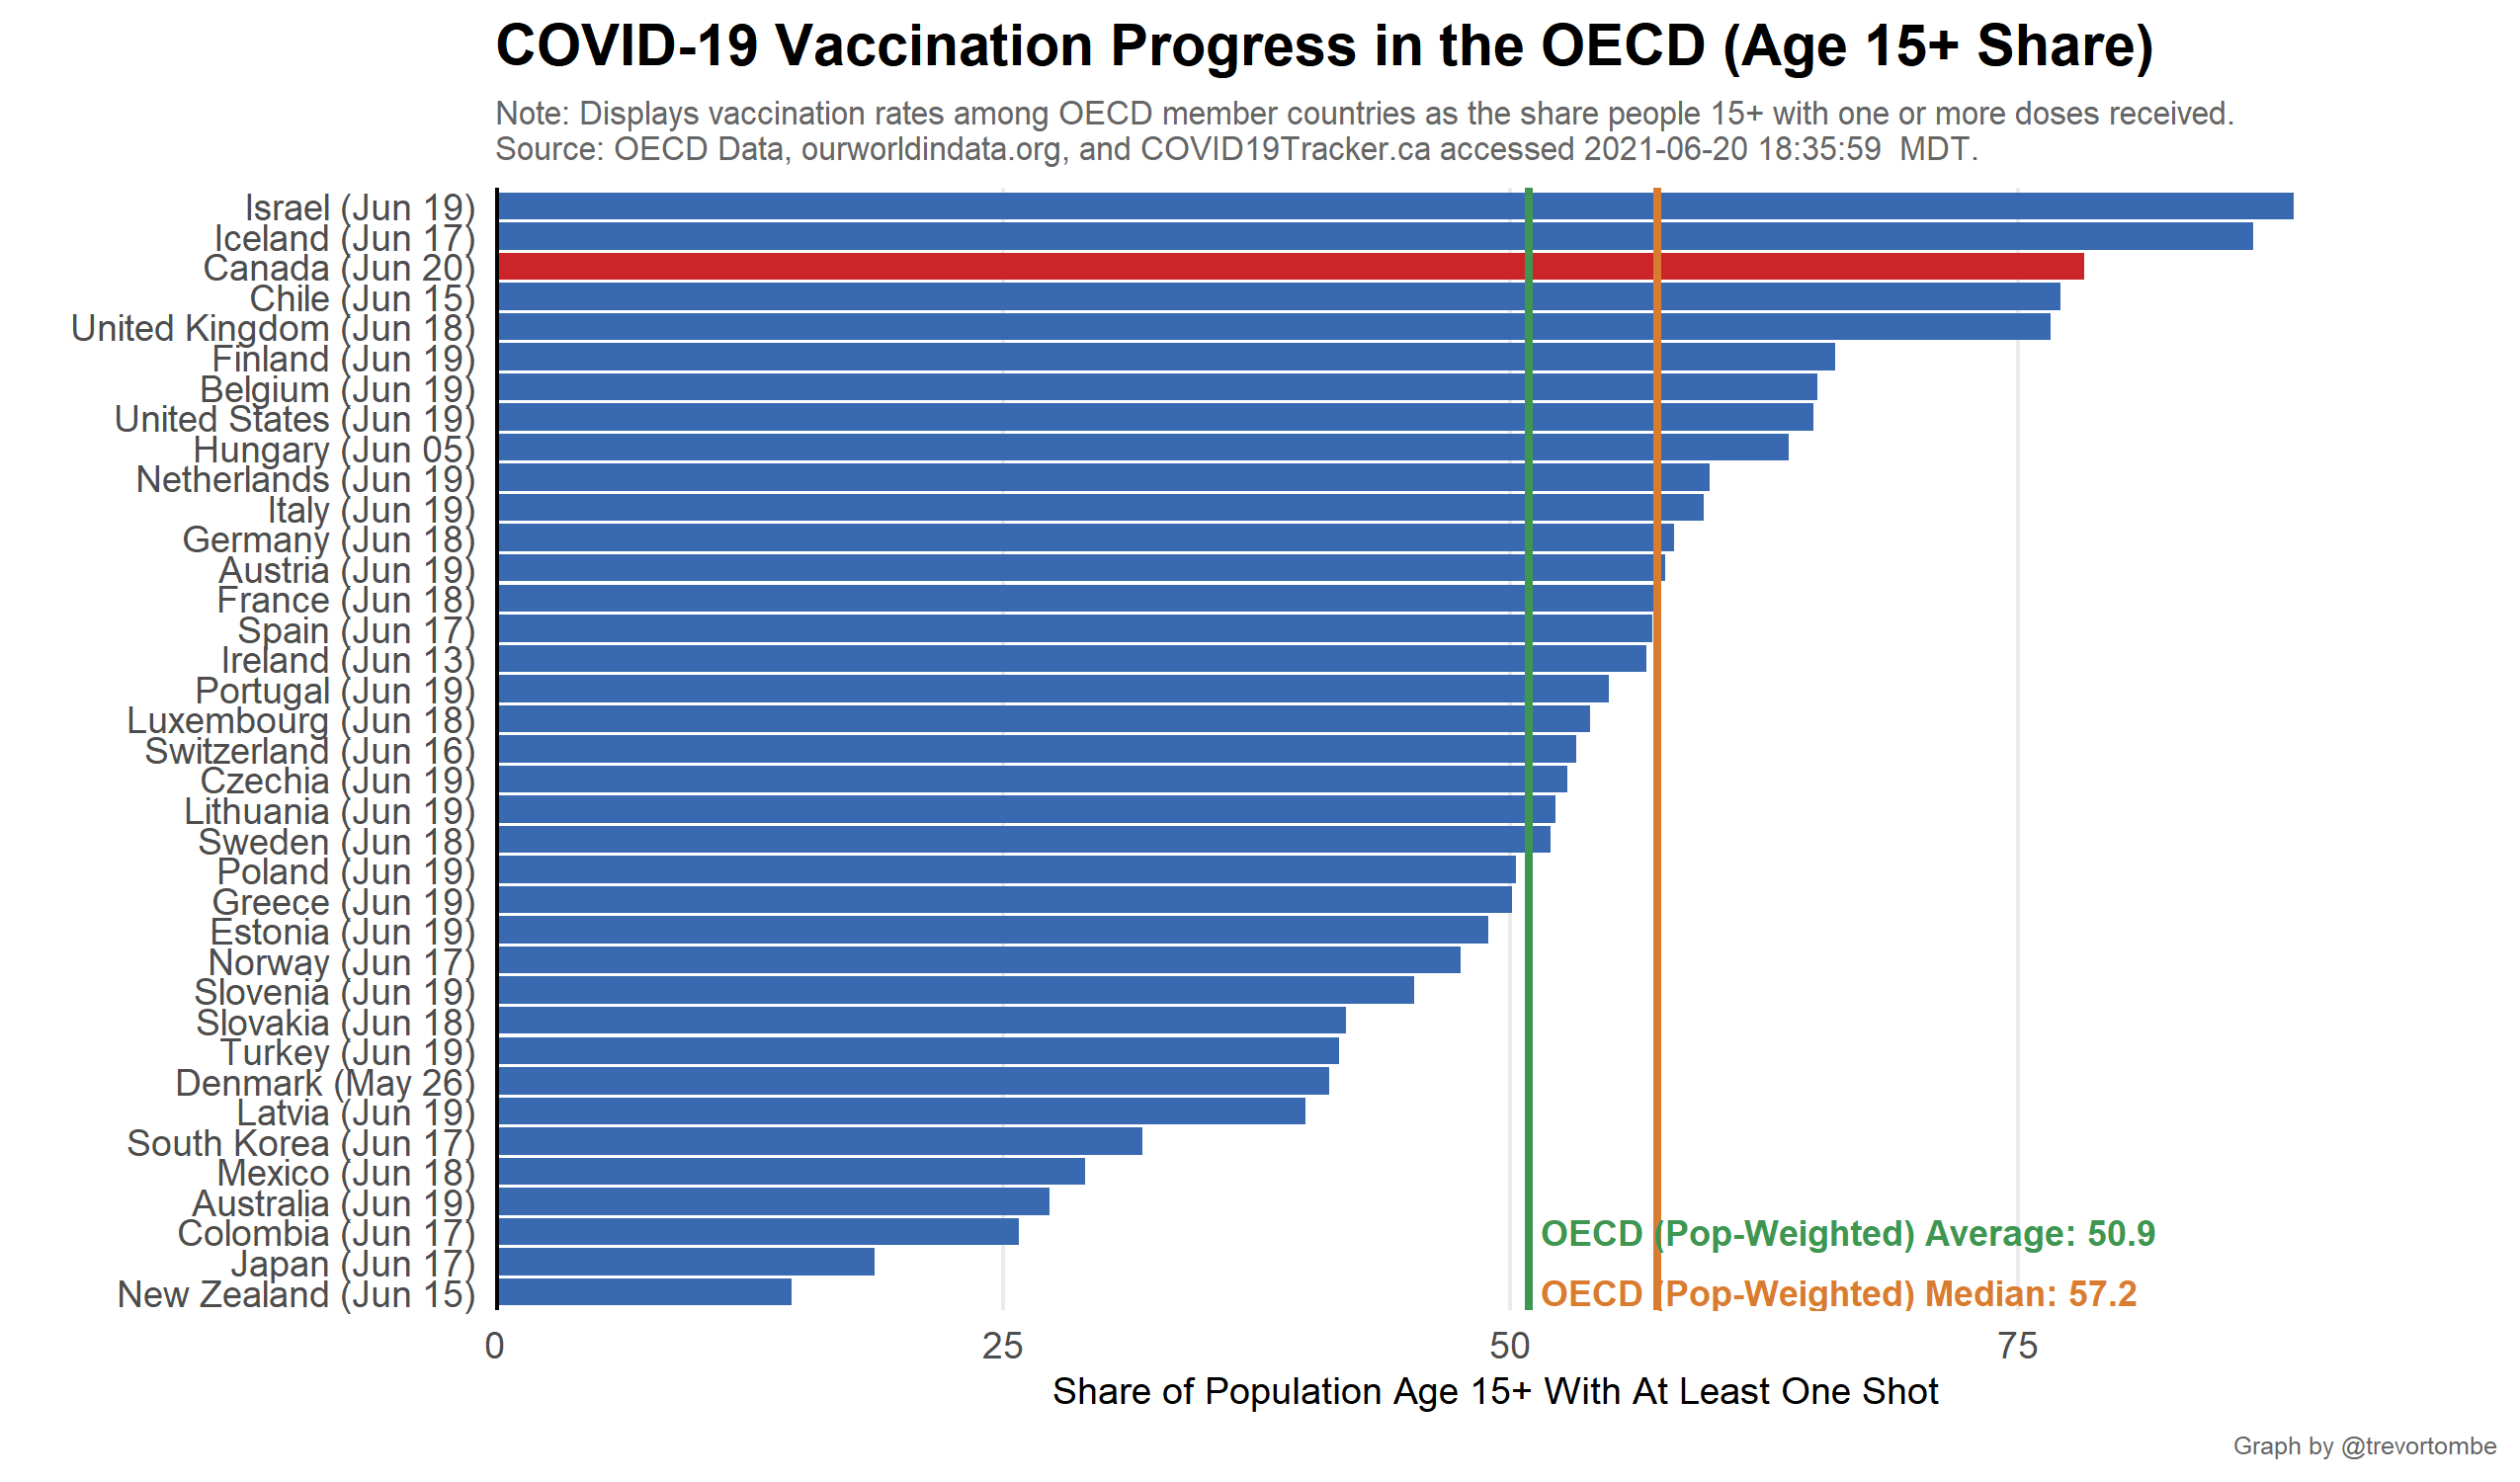 COVID-19 Vaccination Progress in the OECD (Age 15+ Share)
Note: Displays vaccination rates among OECD member countries as the share people 15+ with one or more doses received.
Source: OECD Data, ourworldindata.org, and COVID19Tracker.ca accessed 2021-06-20 18:35:59  MDT.
Israel (Jun 19)
Iceland (Jun 17)
Canada (Jun 20)
Chile (Jun 15)
United Kingdom (Jun 18)
Finland (Jun 19)
Belgium (Jun 19)
United States (Jun 19)
Hungary (Jun 05)
Netherlands (Jun 19)
Italy (Jun 19)
Germany (Jun 18)
Austria (Jun 19)
France (Jun 18)
Spain (Jun 17)
Ireland (Jun 13)
Portugal (Jun 19)
Luxembourg (Jun 18)
Switzerland (Jun 16)
Czechia (Jun 19)
Lithuania (Jun 19)
Sweden (Jun 18)
Poland (Jun 19)
Greece (Jun 19)
Estonia (Jun 19)
Norway (Jun 17)
Slovenia (Jun 19)
Slovakia (Jun 18)
Turkey (Jun 19)
Denmark (May 26)
Latvia (Jun 19)
South Korea (Jun 17)
Mexico (Jun 18)
Australia (Jun 19)
Colombia (Jun 17)
Japan (Jun 17)
New Zealand (Jun 15)
OECD (Pop-Weighted) Average: 50.9
OECD (Pop-Weighted) Median: 57.2
0 25 50 75
Share of Population Age 15+ With At Least One Shot
Graph by @trevortombe